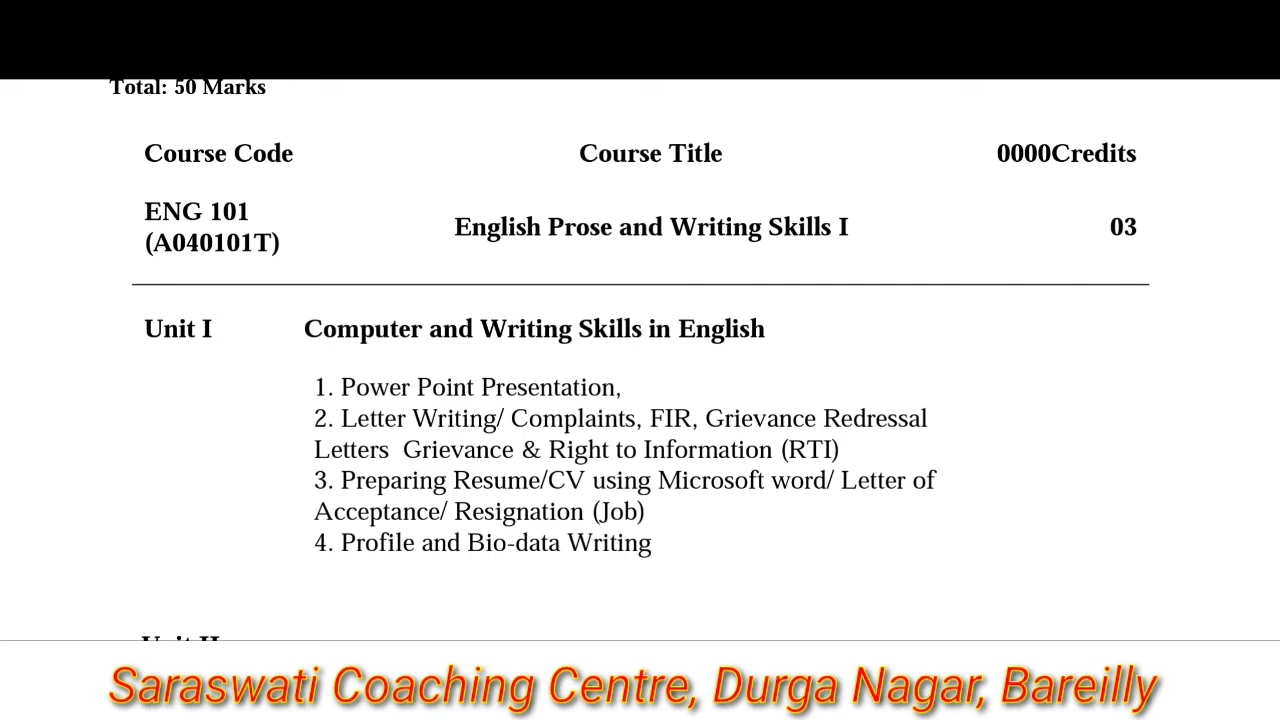 Total: 50 Marks
Course Code Course Title 0000Credits
ENG 101
(A040101T) English Prose and Writing Skills I 03
Unit I Computer and Writing Skills in English
1. Power Point Presentation,
2. Letter Writing/ Complaints, FIR, Grievance Redressal
Letters Grievance & Right to Information (RTI)
3. Preparing Resume/CV using Microsoft word/ Letter of
Acceptance/ Resignation (Job)
4. Profile and Bio-data Writing
Unit II
Saraswati Coaching Centre, Durga Nagar, Bareilly